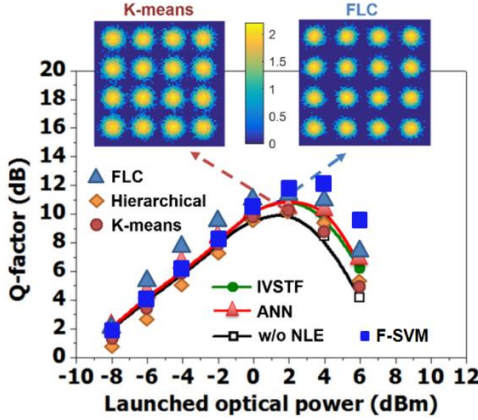 K-means
FLC
2
1.5
1
0.5
0
20
18
16
14
12
10
8
6
4
2
0
Q-factor (dB)
FLC
Hierarchical
K-means
IVSTF
ANN
w/o NLE
F-SVM
-10 -8 -6 -4 -2 0 2 4 6 8 10 12
Launched optical power (dBm)